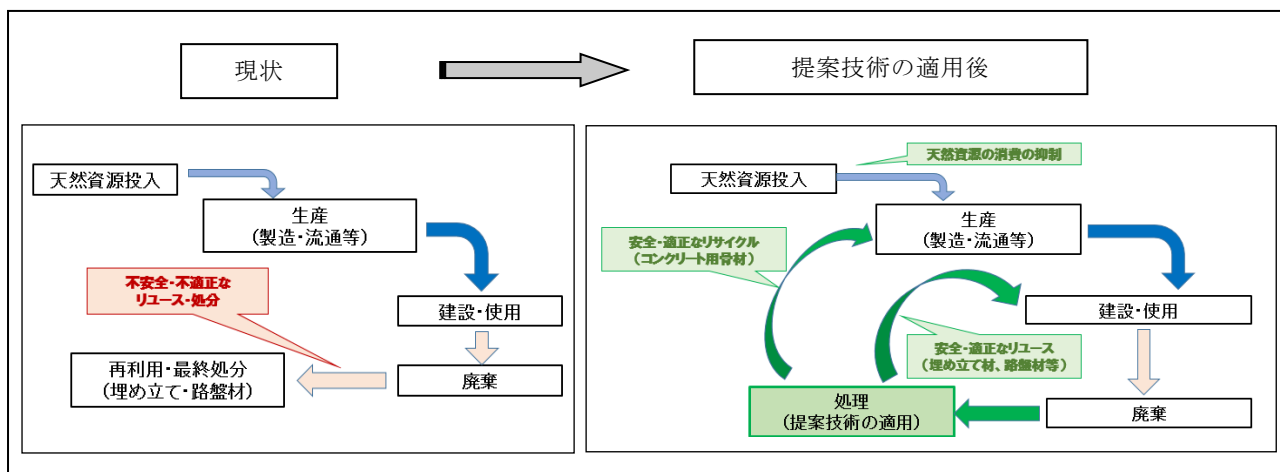 現状
提案技術の適用後
天然資源投入
生産
(製造・流通等)
不安全・不適正な
リユース・処分
建設・使用
再利用・最終処分
(埋め立て・路盤材)
廃棄
天然資源の消費の抑制
天然資源投入
生産
(製造・流通等)
安全・適正なリサイクル
(コンクリート用骨材)
建設・使用
安全・適正なリユース
(埋め立て材、路盤材等)
処理
(提案技術の適用)
廃棄